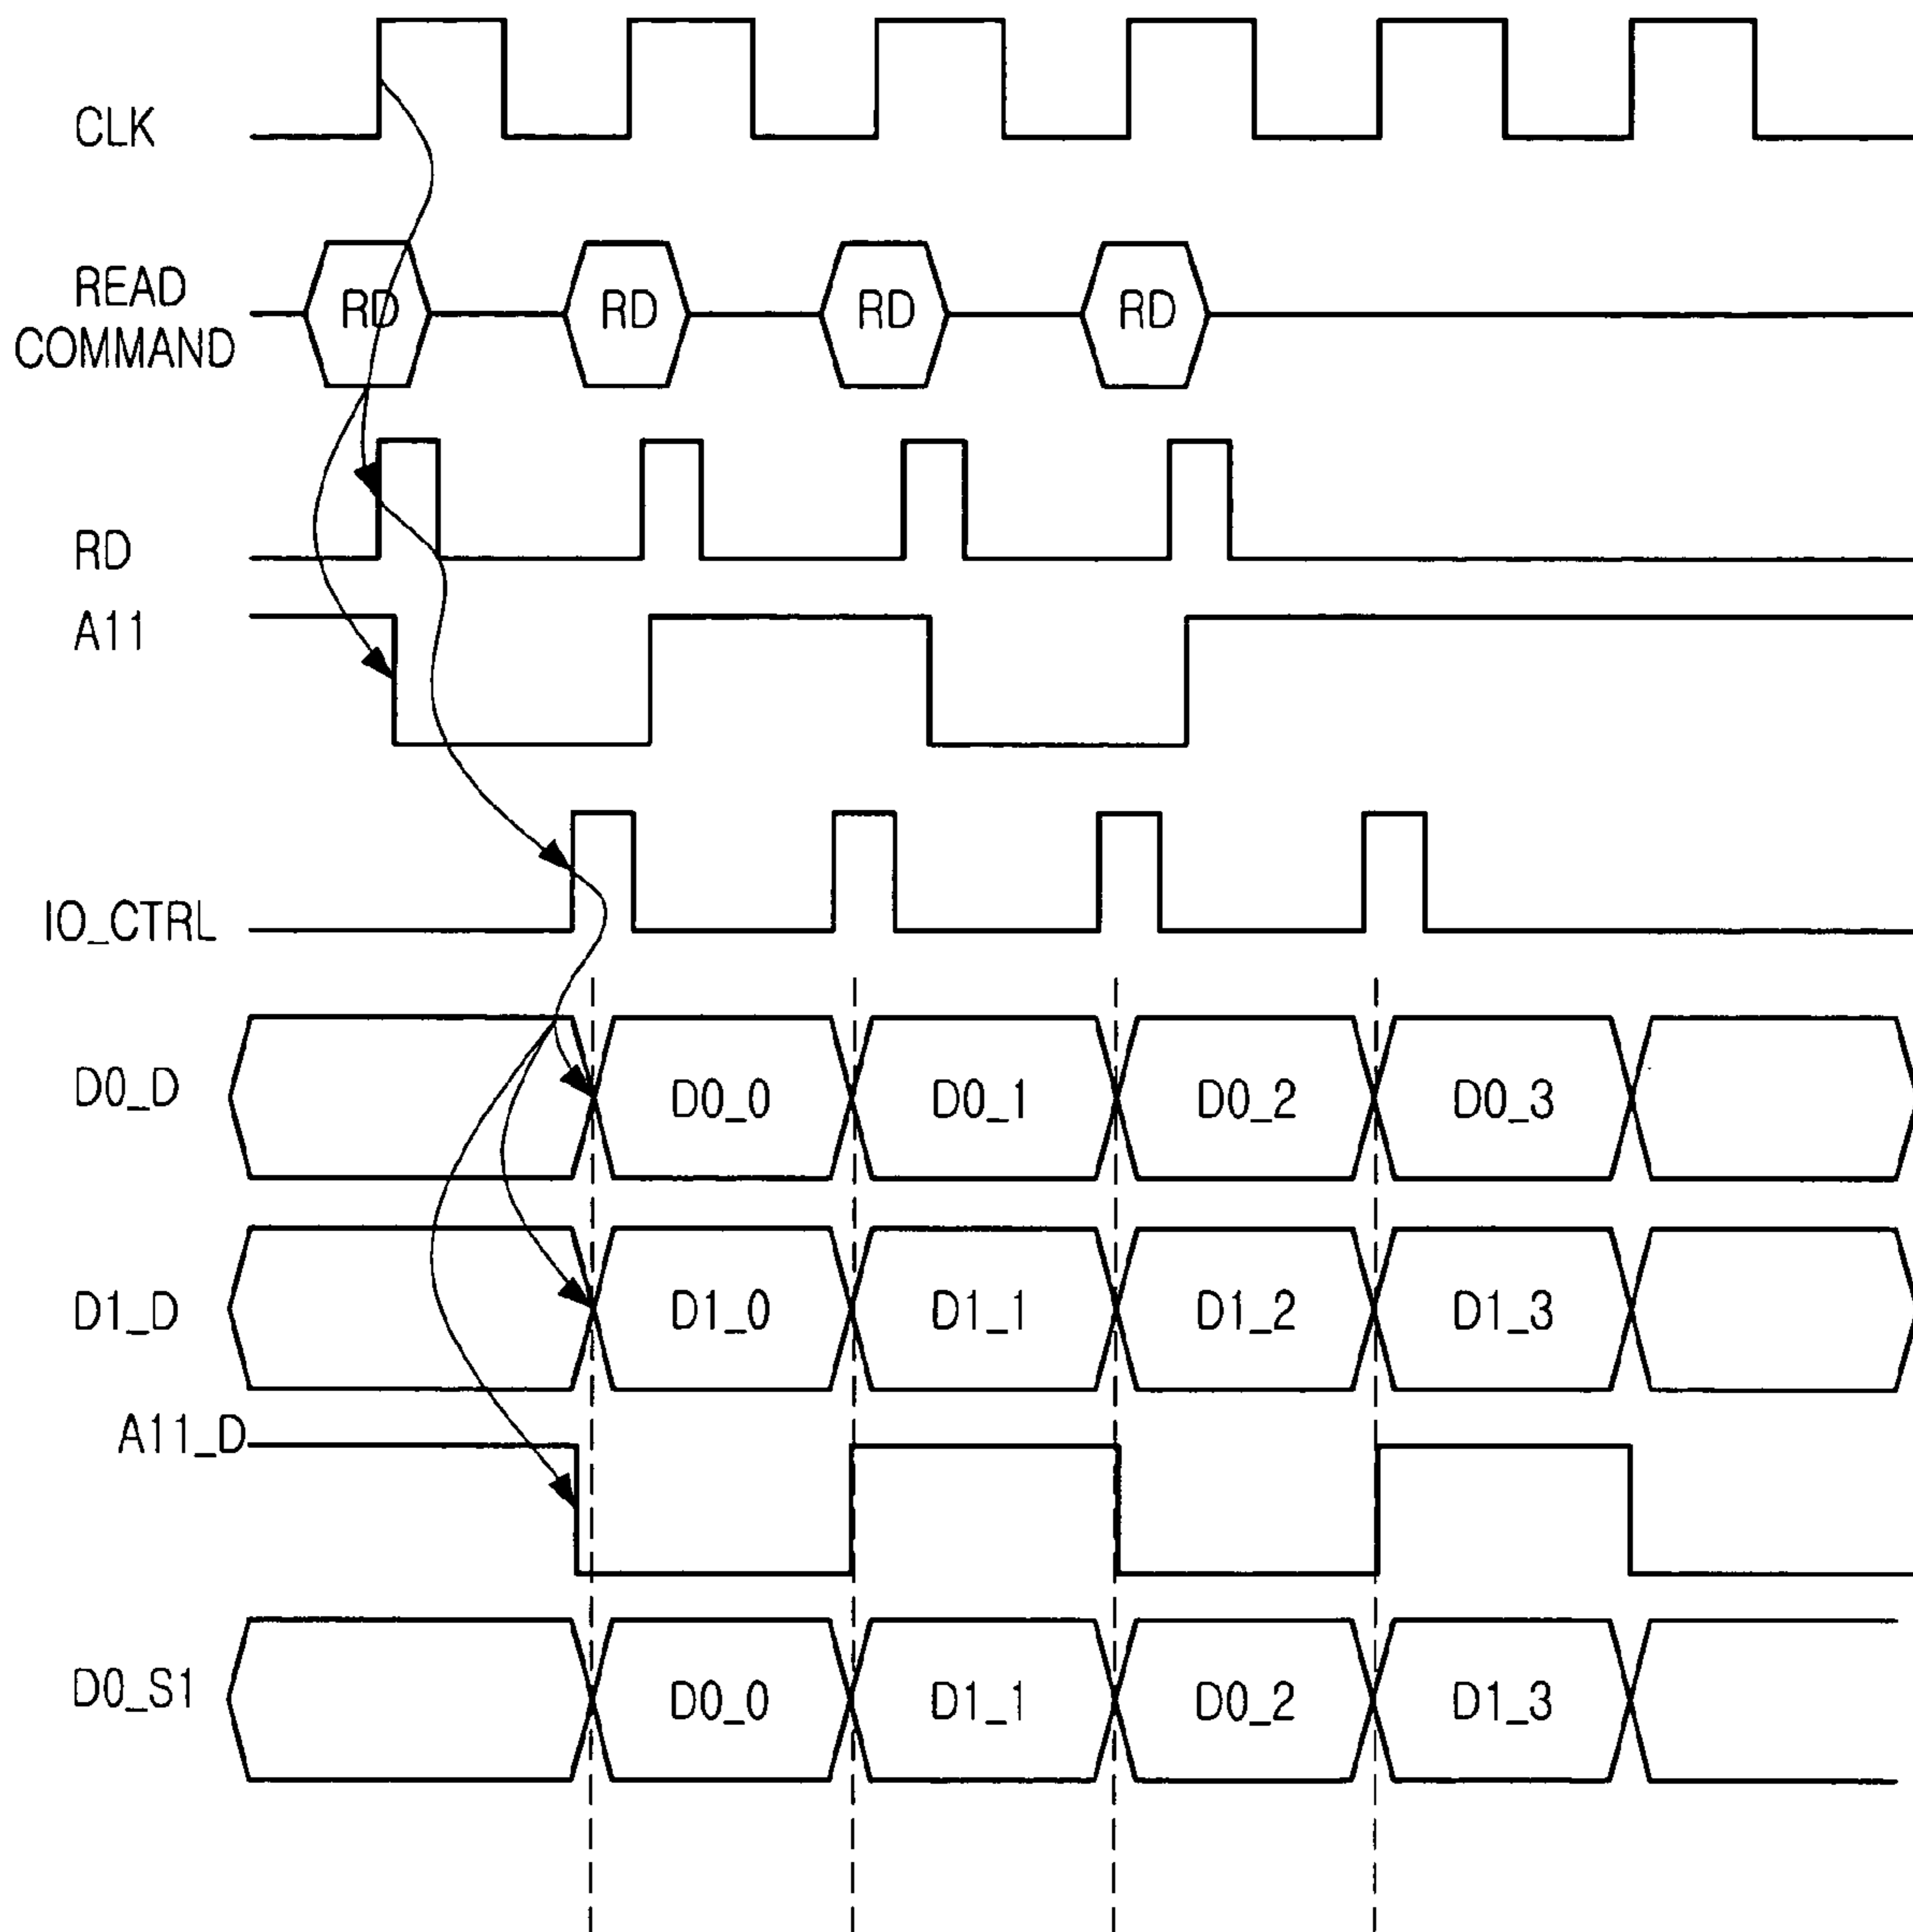 CLK
READ
COMMAND
RD RD RD RD
RD
A11
IO_CTRL
D0_D D0_0 D0_1 D0_2 D0_3
D1_D D1_0 D1_1 D1_2 D1_3
A11_D
D0_S1 D0_0 D1_1 D0_2 D1_3